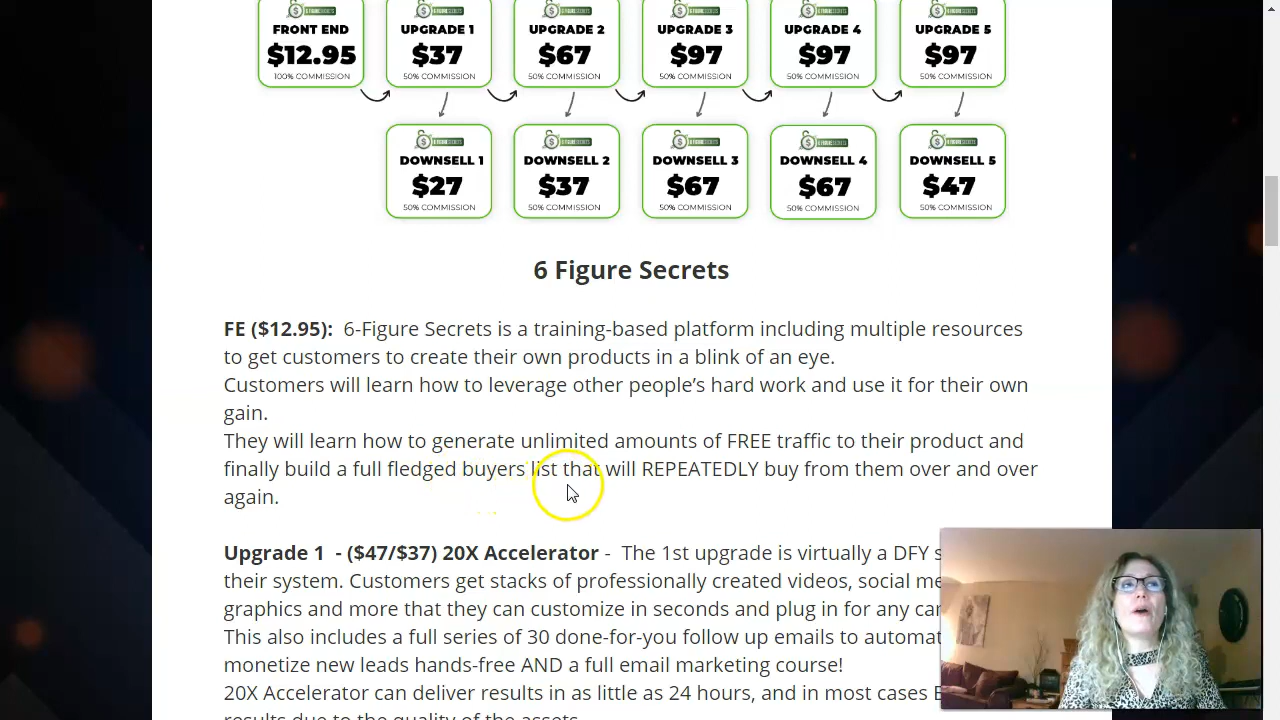 FRONT END UPGRADE 1 UPGRADE 2 UPGRADE 3 UPGRADE 4 UPGRADE 5
$12.95 $37 $67 $97 $97 $97
100% COMMISSION 50% COMMISSION 50% COMMISSION 50% COMMISSION 50% COMMISSION 50% COMMISSION
DOWNSELL 1 DOWNSELL 2 DOWNSELL 3 DOWNSELL 4 DOWNSELL 5
$27 $37 $67 $67 $47
50% COMMISSION 50% COMMISSION 50% COMMISSION 50% COMMISSION 50% COMMISSION
6 Figure Secrets
FE ($12.95): 6-Figure Secrets is a training-based platform including multiple resources
to get customers to create their own products in a blink of an eye.
Customers will learn how to leverage other people’s hard work and use it for their own
gain.
They will learn how to generate unlimited amounts of FREE traffic to their product and
finally build a full fledged buyers list that will REPEATEDLY buy from them over and over
again.
Upgrade 1 - ($47/$37) 20X Accelerator - The 1st upgrade is virtually a DFY
their system. Customers get stacks of professionally created videos, social
graphics and more that they can customize in seconds and plug in for any
This also includes a full series of 30 done-for-you follow up emails to
monetize new leads hands-free AND a full email marketing course!
20X Accelerator can deliver results in as little as 24 hours, and in most cases
results due to the quality of the assets